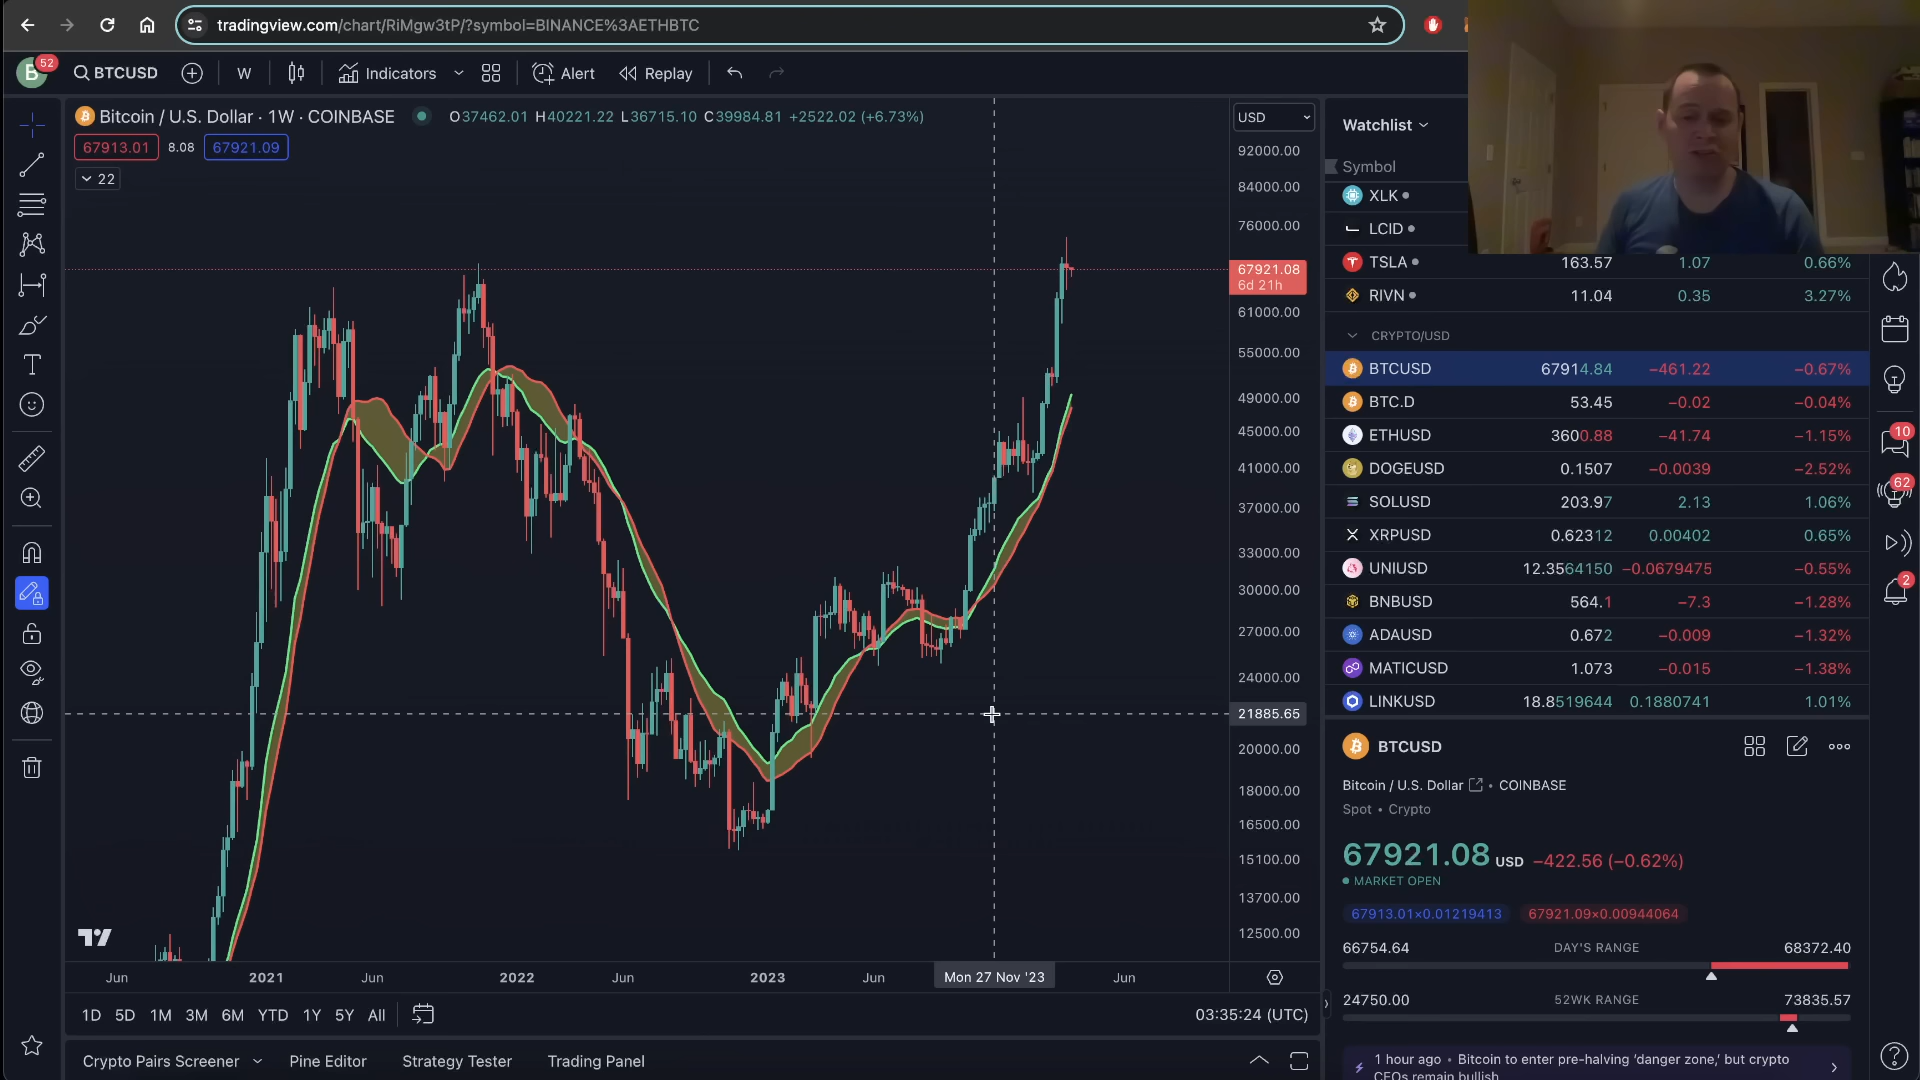 tradingview.com/chart/RiMgw3tP/?symbol=BINANCE%3AETHBTC
B 52
BTCUSD
W
Indicators
Alert
Replay
Bitcoin / U.S. Dollar · 1W · COINBASE
O37462.01 H40221.22 L36715.10 C39984.81 +2522.02 (+6.73%)
67913.01 8.08 67921.09
22
USD
92000.00
84000.00
76000.00
67921.08
6d 21h
61000.00
55000.00
49000.00
45000.00
41000.00
37000.00
33000.00
30000.00
27000.00
24000.00
21885.65
20000.00
18000.00
16500.00
15100.00
13700.00
12500.00
Jun 2021 Jun 2022 Jun 2023 Jun Mon 27 Nov '23 Jun
1D 5D 1M 3M 6M YTD 1Y 5Y All
03:35:24 (UTC)
Crypto Pairs Screener Pine Editor Strategy Tester Trading Panel
Watchlist
Symbol
XLK
LCID
TSLA 163.57 1.07 0.66%
RIVN 11.04 0.35 3.27%
CRYPTO/USD
BTCUSD 67914.84 −461.22 −0.67%
BTC.D 53.45 −0.02 −0.04%
ETHUSD 3600.88 −41.74 −1.15%
DOGEUSD 0.1507 −0.0039 −2.52%
SOLUSD 203.97 2.13 1.06%
XRPUSD 0.62312 0.00402 0.65%
UNIUSD 12.3564150 −0.0679475 −0.55%
BNBUSD 564.1 −7.3 −1.28%
ADAUSD 0.672 −0.009 −1.32%
MATICUSD 1.073 −0.015 −1.38%
LINKUSD 18.8519644 0.1880741 1.01%
BTCUSD
Bitcoin / U.S. Dollar • COINBASE
Spot • Crypto
67921.08 USD −422.56 (−0.62%)
MARKET OPEN
67913.01×0.01219413 67921.09×0.00944064
66754.64 DAY'S RANGE 68372.40
24750.00 52WK RANGE 73835.57
1 hour ago • Bitcoin to enter pre-halving 'danger zone,' but crypto
CEOs remain bullish
10
62
2